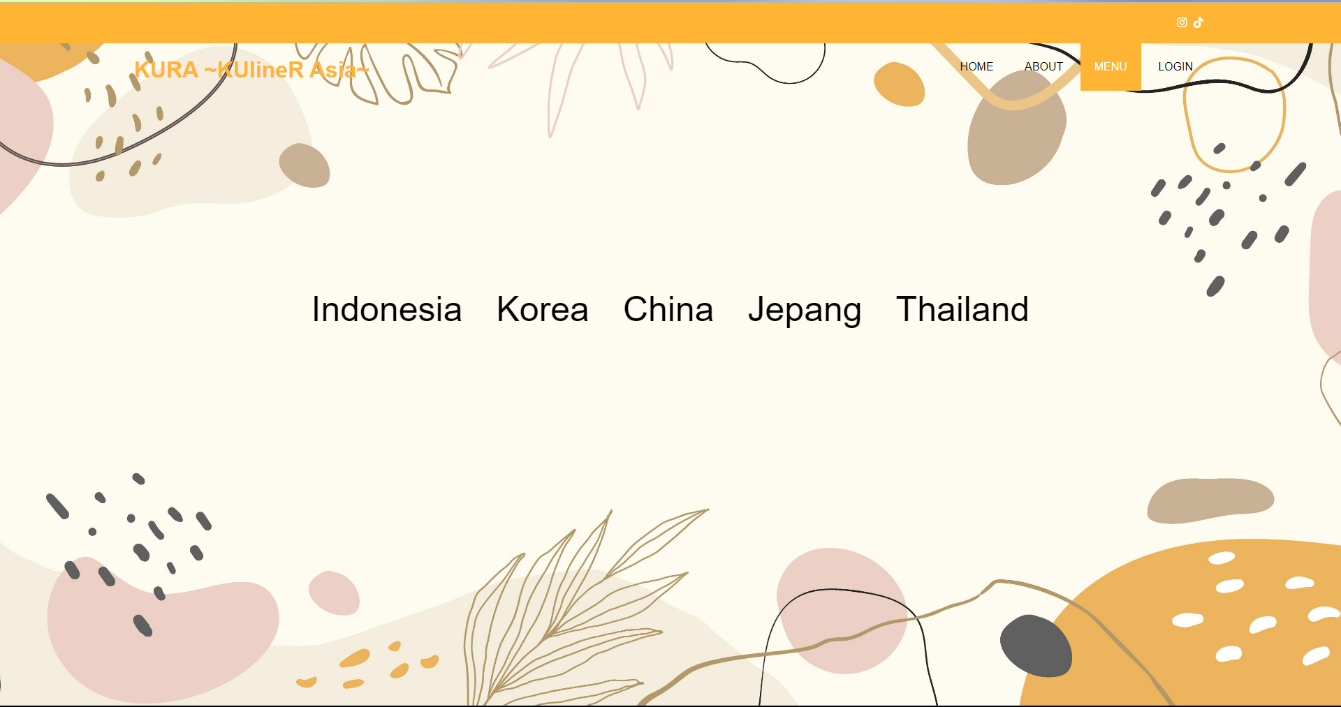 KURA ~KUlineR Asia~
HOME ABOUT MENU LOGIN
Indonesia Korea China Jepang Thailand